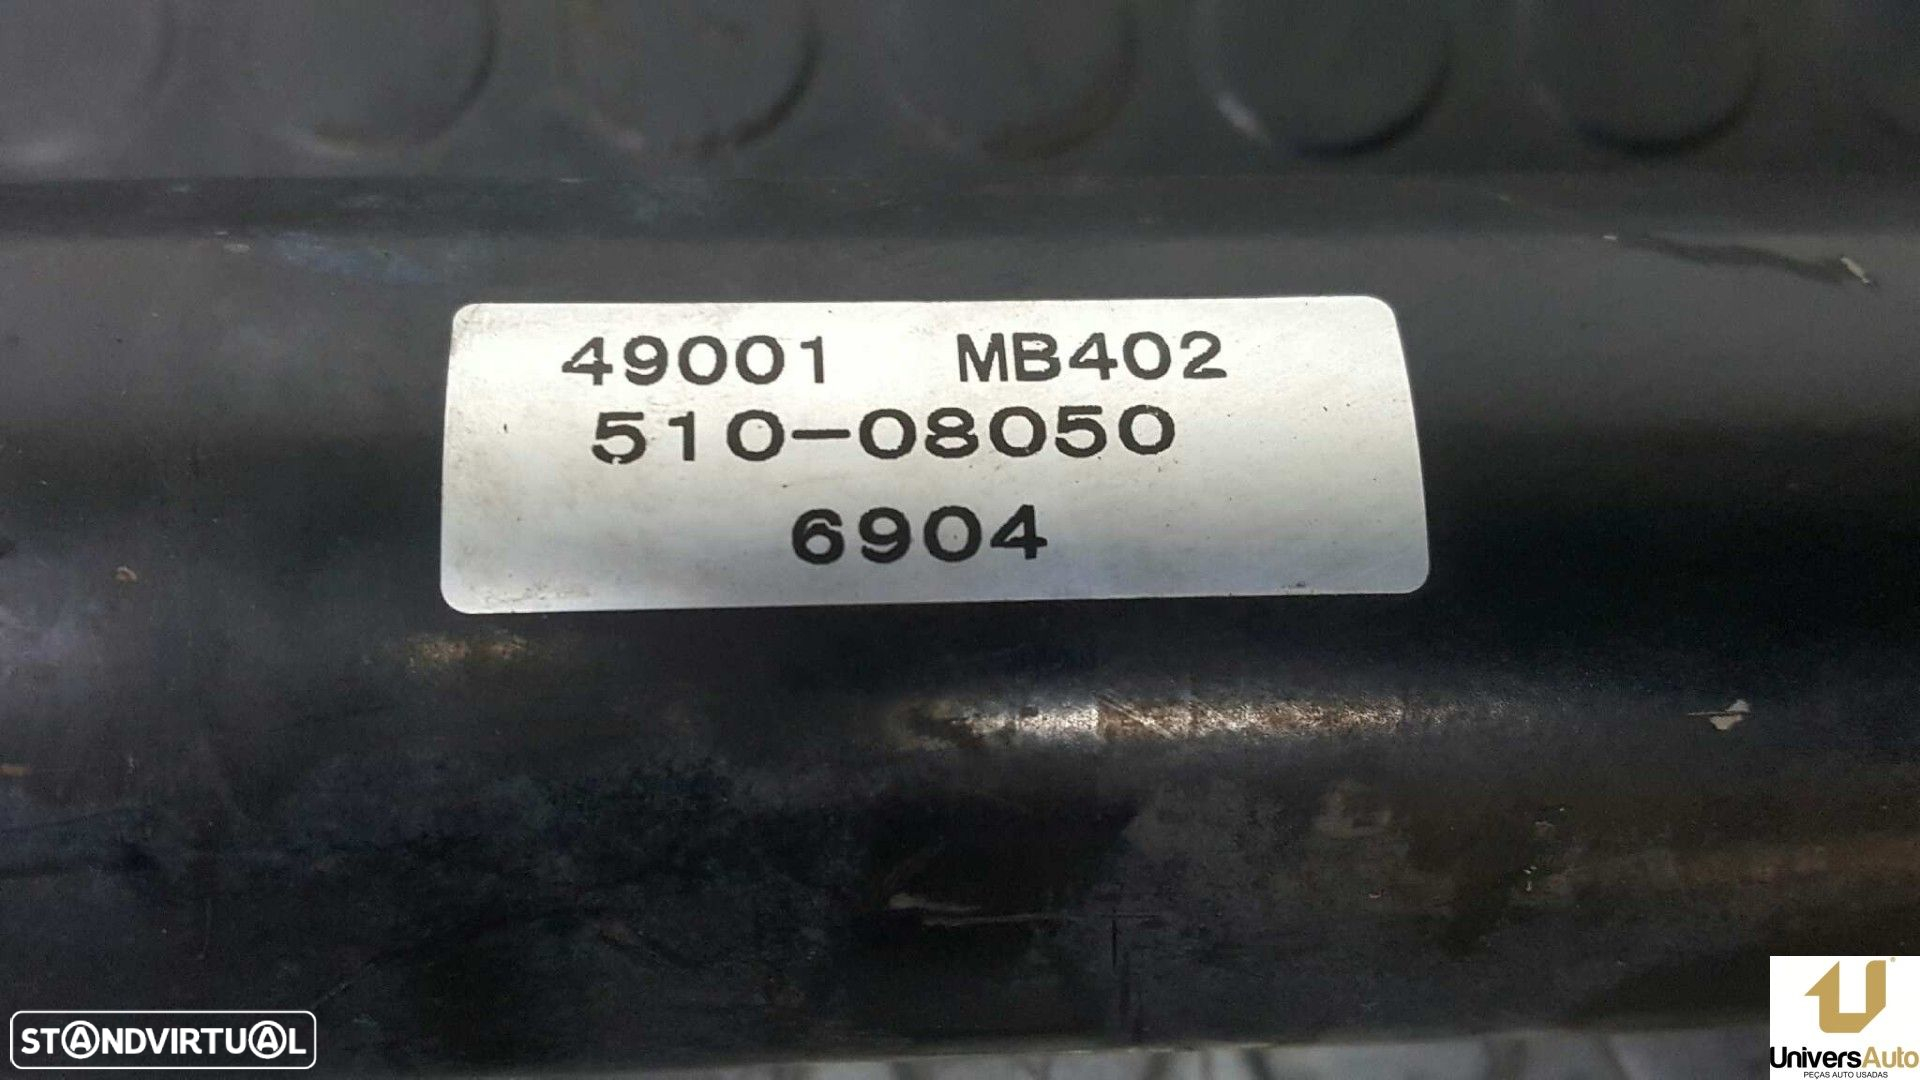 49001 MB402
510-08050
6904
STANDVIRTUAL
UniversAuto
PEÇAS AUTO USADAS